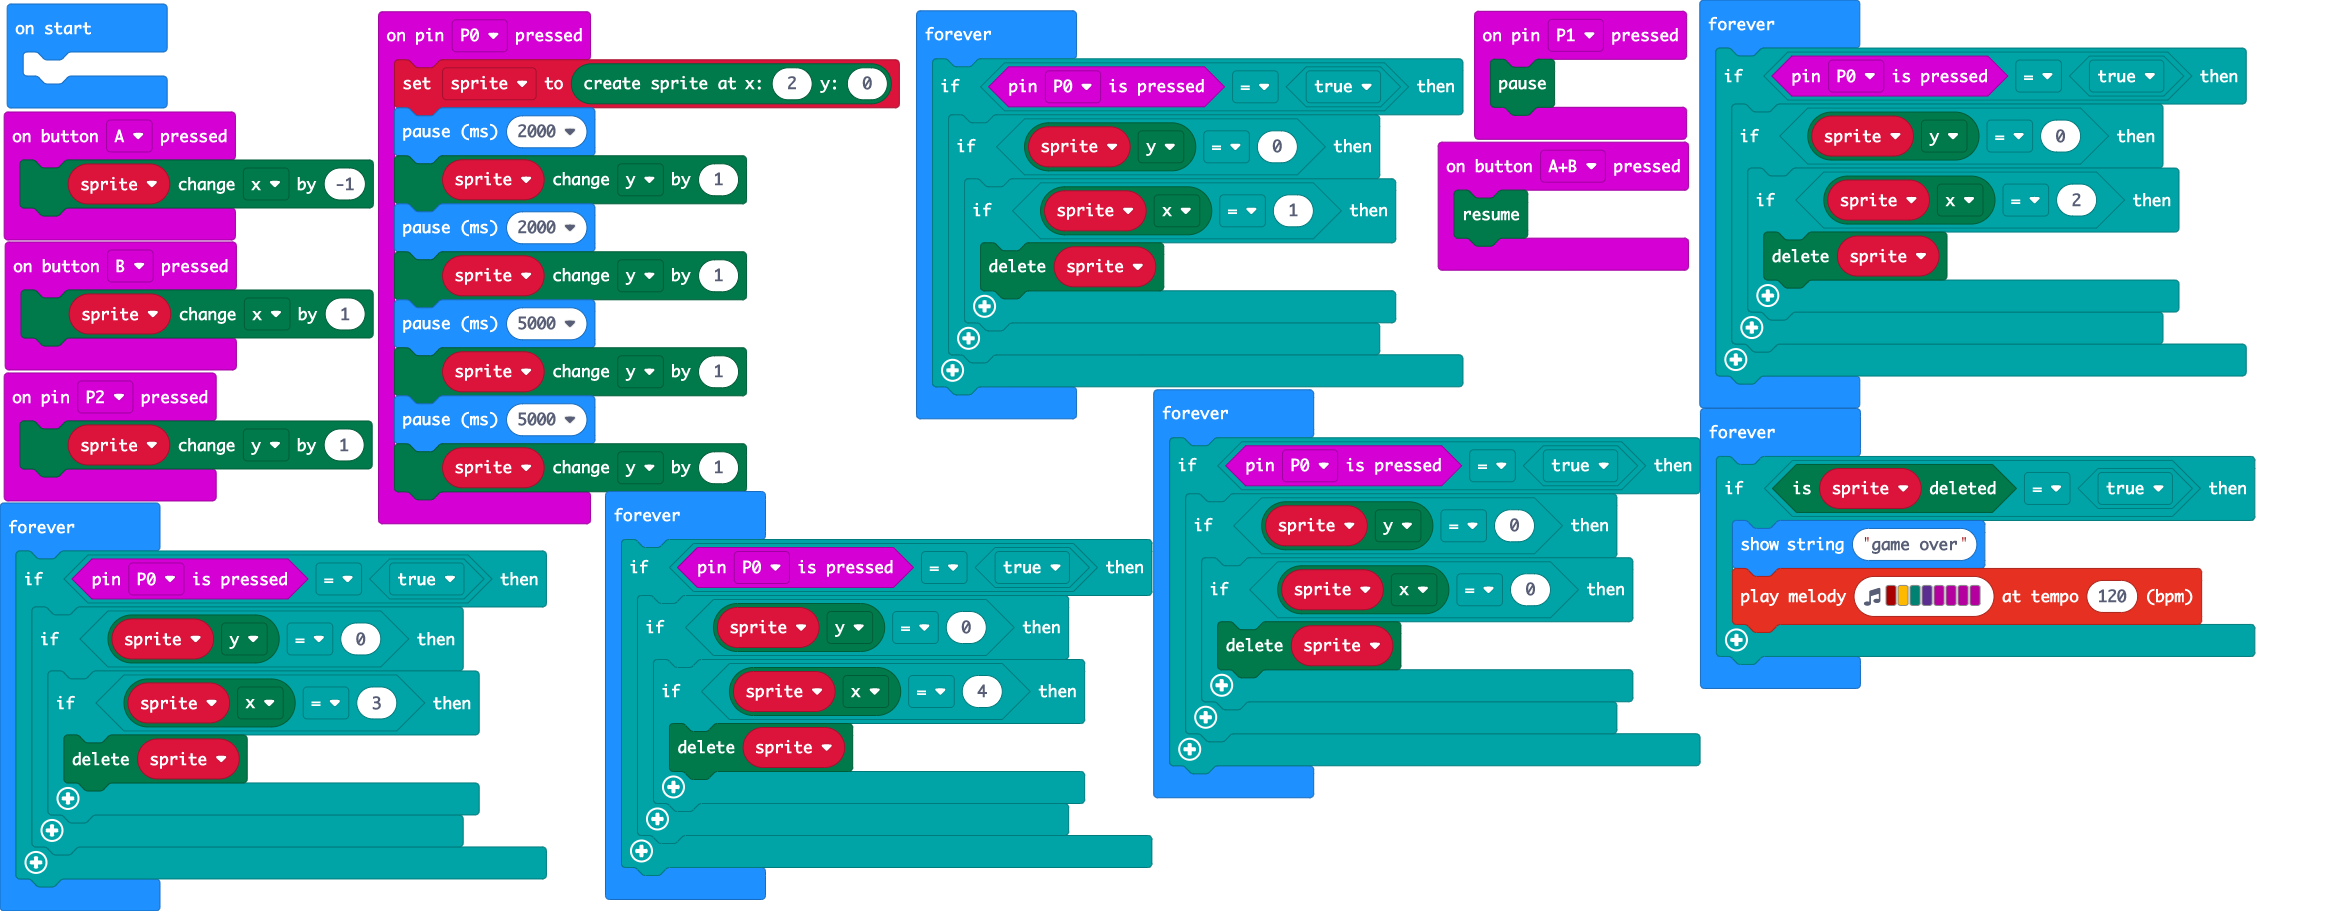 on start
on button A pressed
sprite change x by -1
on button B pressed
sprite change x by 1
on pin P2 pressed
sprite change y by 1
on pin P0 pressed
set sprite to create sprite at x: 2 y: 0
pause (ms) 2000
sprite change y by 1
pause (ms) 2000
sprite change y by 1
pause (ms) 5000
sprite change y by 1
pause (ms) 5000
sprite change y by 1
forever
if pin P0 is pressed = true then
if sprite y = 0 then
if sprite x = 1 then
delete sprite
on pin P1 pressed
pause
on button A+B pressed
resume
forever
if pin P0 is pressed = true then
if sprite y = 0 then
if sprite x = 2 then
delete sprite
forever
if pin P0 is pressed = true then
if sprite y = 0 then
if sprite x = 3 then
delete sprite
forever
if pin P0 is pressed = true then
if sprite y = 0 then
if sprite x = 4 then
delete sprite
forever
if pin P0 is pressed = true then
if sprite y = 0 then
if sprite x = 0 then
delete sprite
forever
if is sprite deleted = true then
show string "game over"
play melody at tempo 120 (bpm)